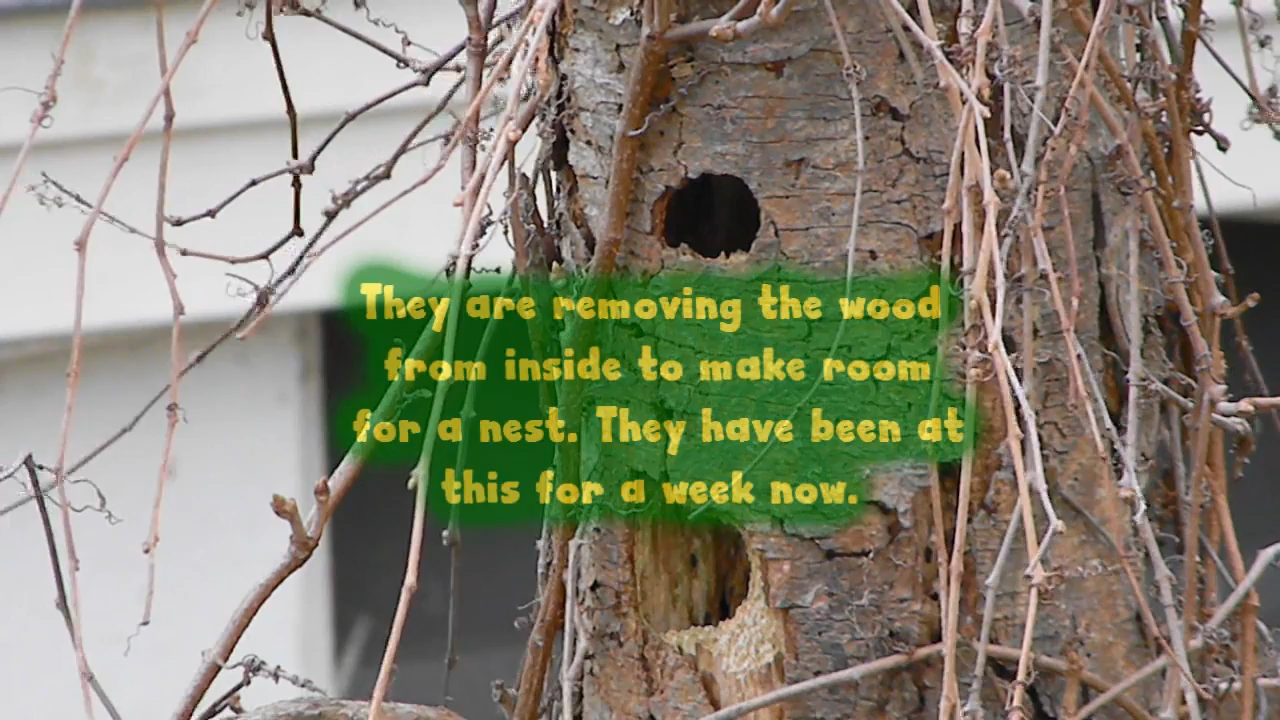 They are removing the wood
from inside to make room
for a nest. They have been at
this for a week now.